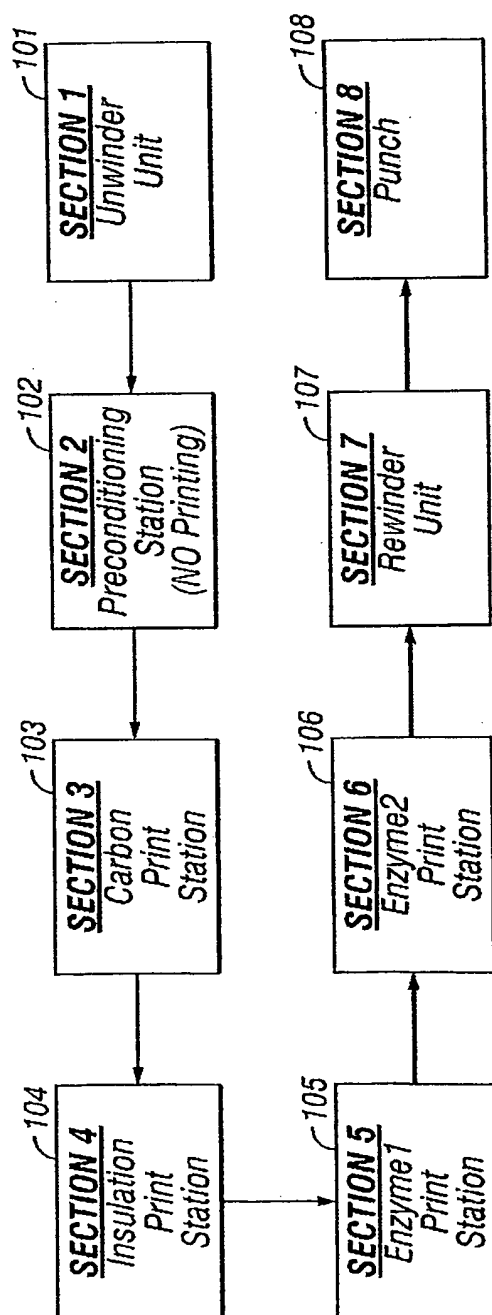 101
SECTION 1
Unwinder
Unit
102
SECTION 2
Preconditioning
Station
(NO Printing)
103
SECTION 3
Carbon
Print
Station
104
SECTION 4
Insulation
Print
Station
105
SECTION 5
Enzyme1
Print
Station
106
SECTION 6
Enzyme2
Print
Station
107
SECTION 7
Rewinder
Unit
108
SECTION 8
Punch